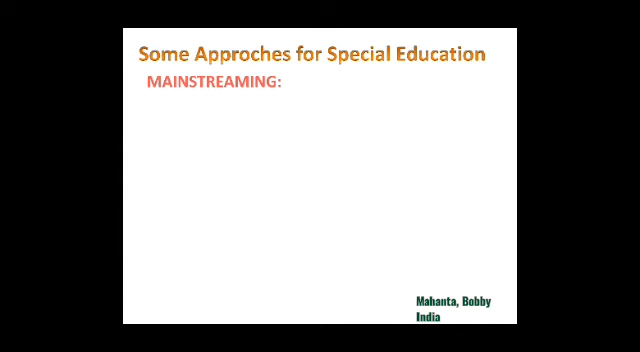 Some Approches for Special Education
MAINSTREAMING:
Mahanta, Bobby
India